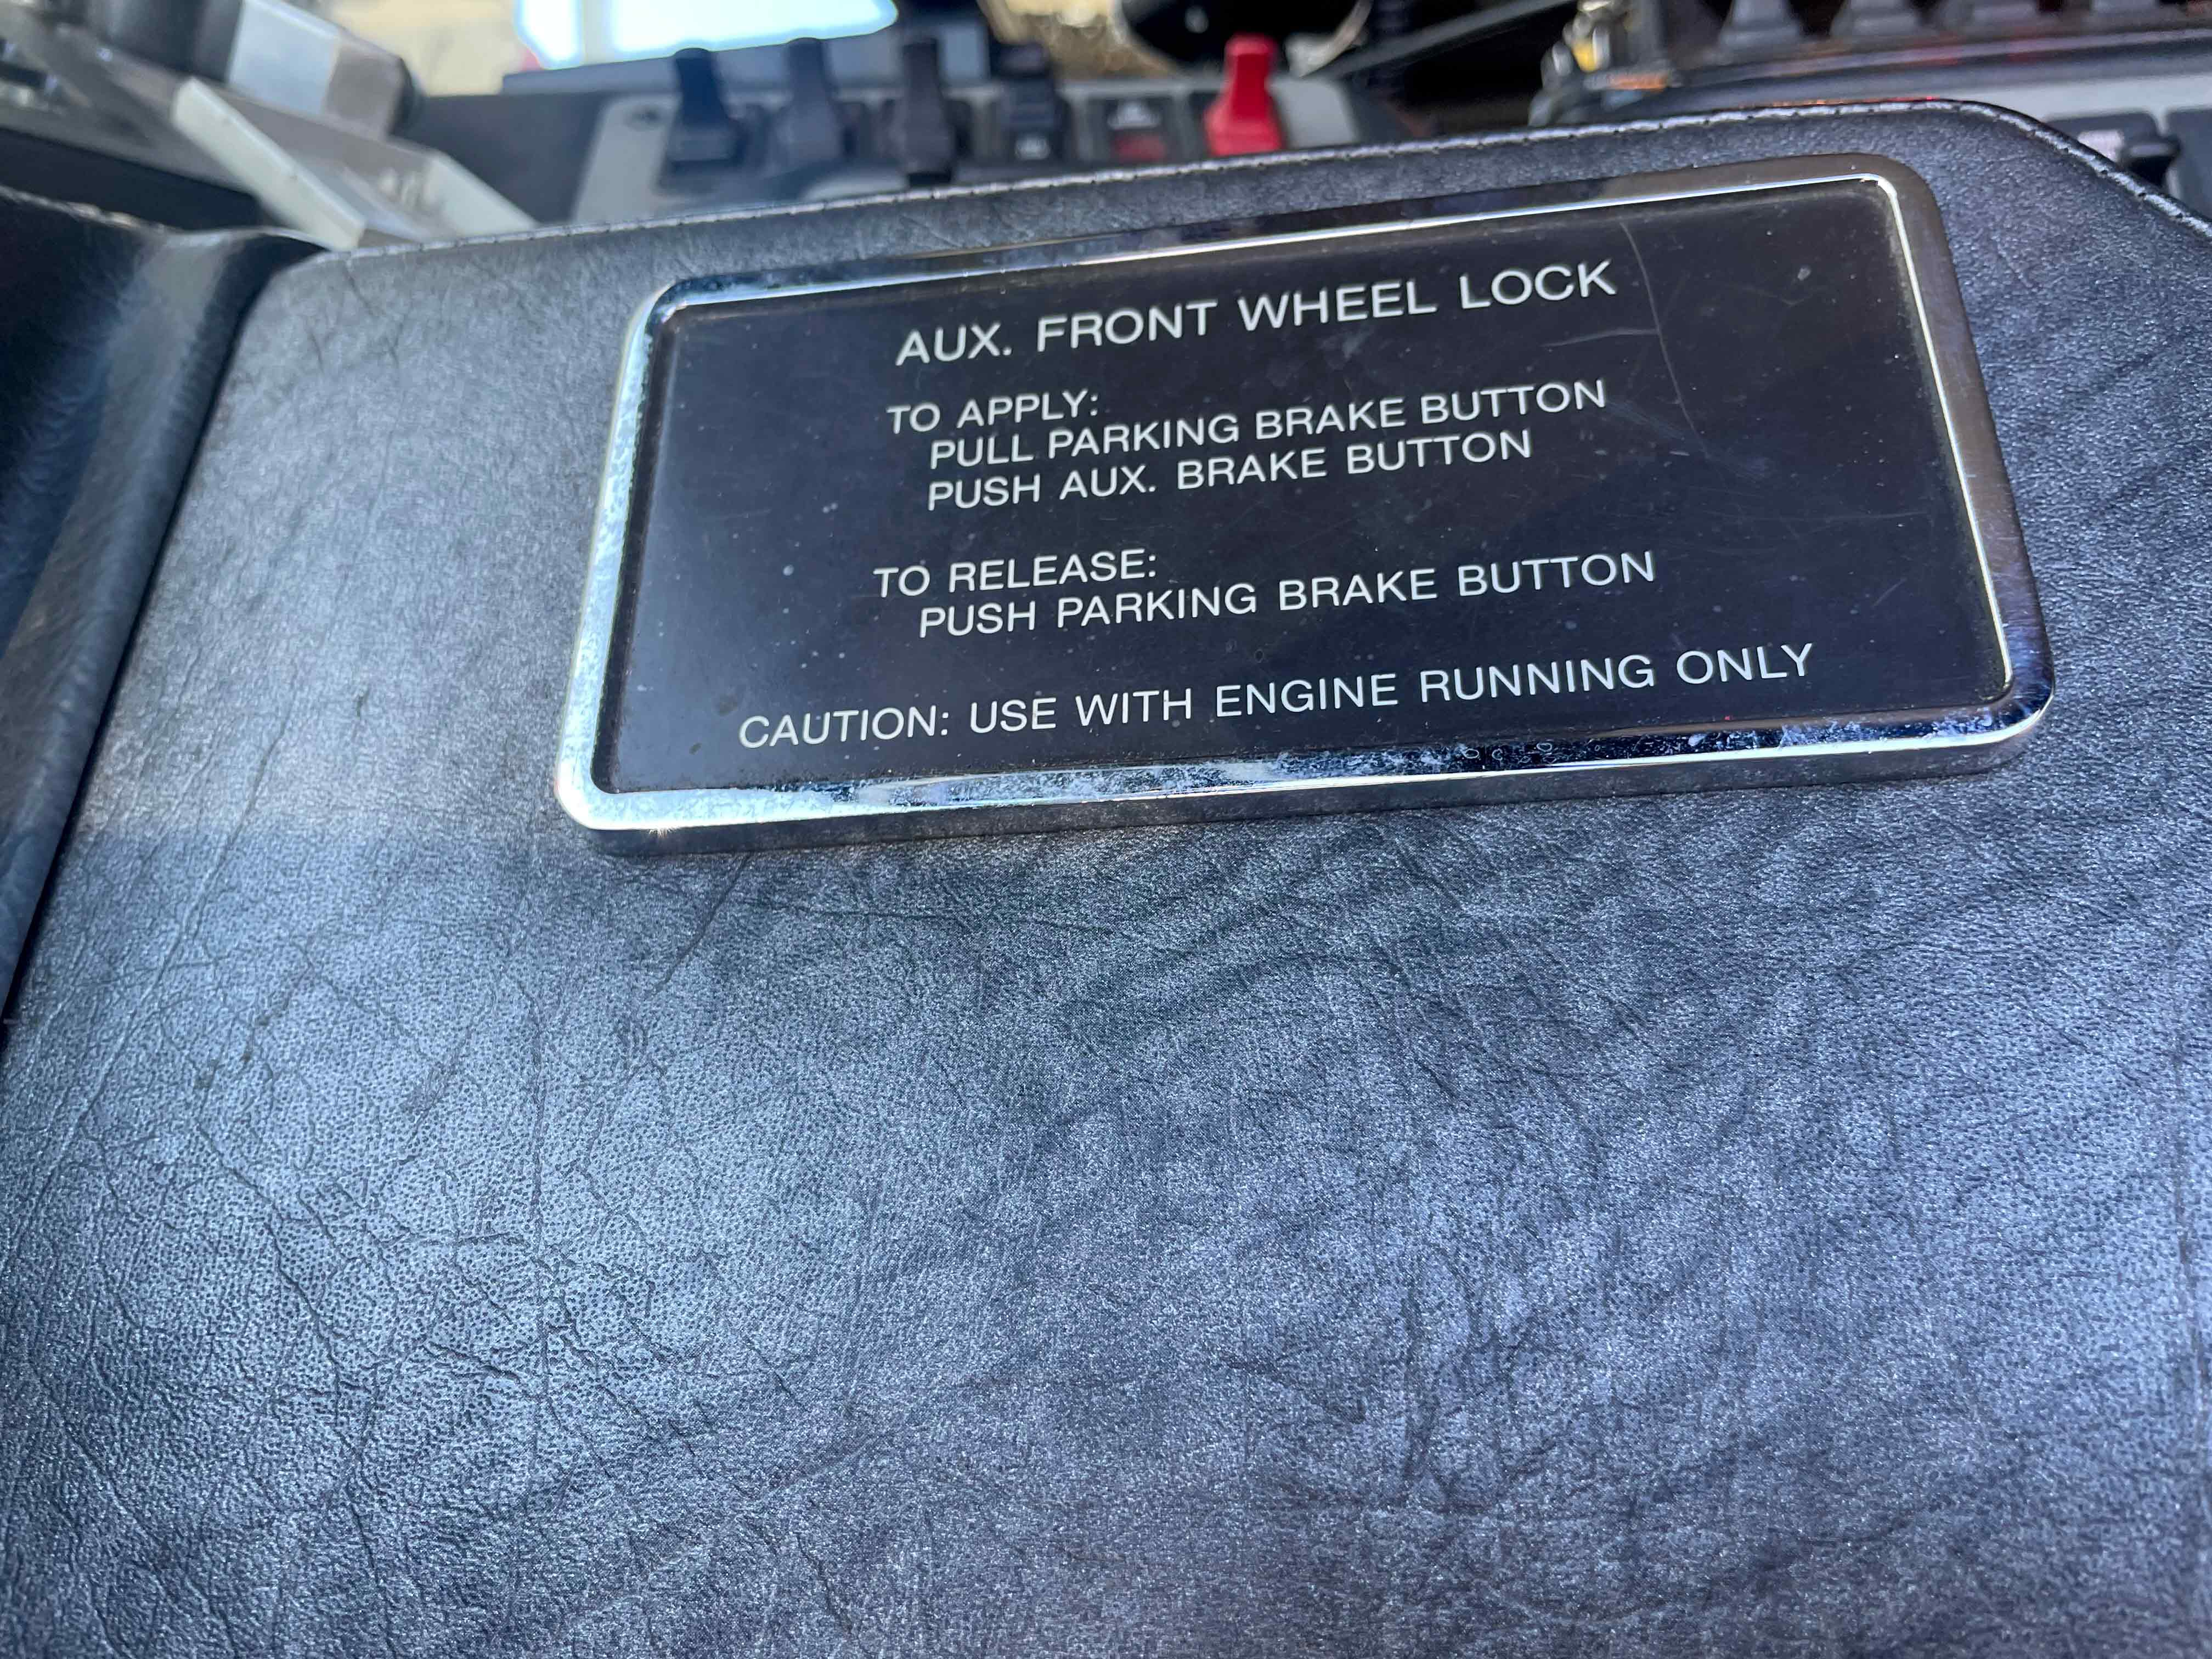 AUX. FRONT WHEEL LOCK
TO APPLY:
PULL PARKING BRAKE BUTTON
PUSH AUX. BRAKE BUTTON
TO RELEASE:
PUSH PARKING BRAKE BUTTON
CAUTION: USE WITH ENGINE RUNNING ONLY